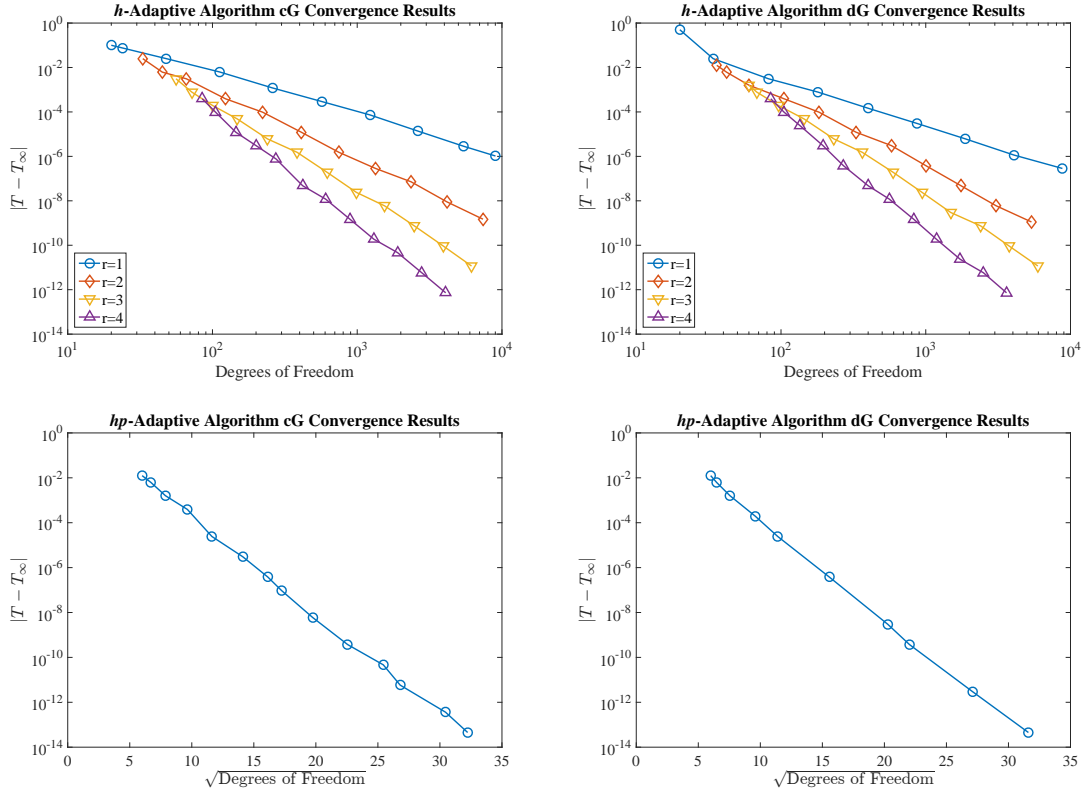 h-Adaptive Algorithm cG Convergence Results
10^0
10^-2
10^-4
10^-6
10^-8
10^-10
10^-12
10^-14
|T − T∞|
r=1
r=2
r=3
r=4
10^1 10^2 10^3 10^4
Degrees of Freedom
h-Adaptive Algorithm dG Convergence Results
10^0
10^-2
10^-4
10^-6
10^-8
10^-10
10^-12
10^-14
|T − T∞|
r=1
r=2
r=3
r=4
10^1 10^2 10^3 10^4
Degrees of Freedom
hp-Adaptive Algorithm cG Convergence Results
10^0
10^-2
10^-4
10^-6
10^-8
10^-10
10^-12
10^-14
|T − T∞|
0 5 10 15 20 25 30 35
√Degrees of Freedom
hp-Adaptive Algorithm dG Convergence Results
10^0
10^-2
10^-4
10^-6
10^-8
10^-10
10^-12
10^-14
|T − T∞|
0 5 10 15 20 25 30 35
√Degrees of Freedom